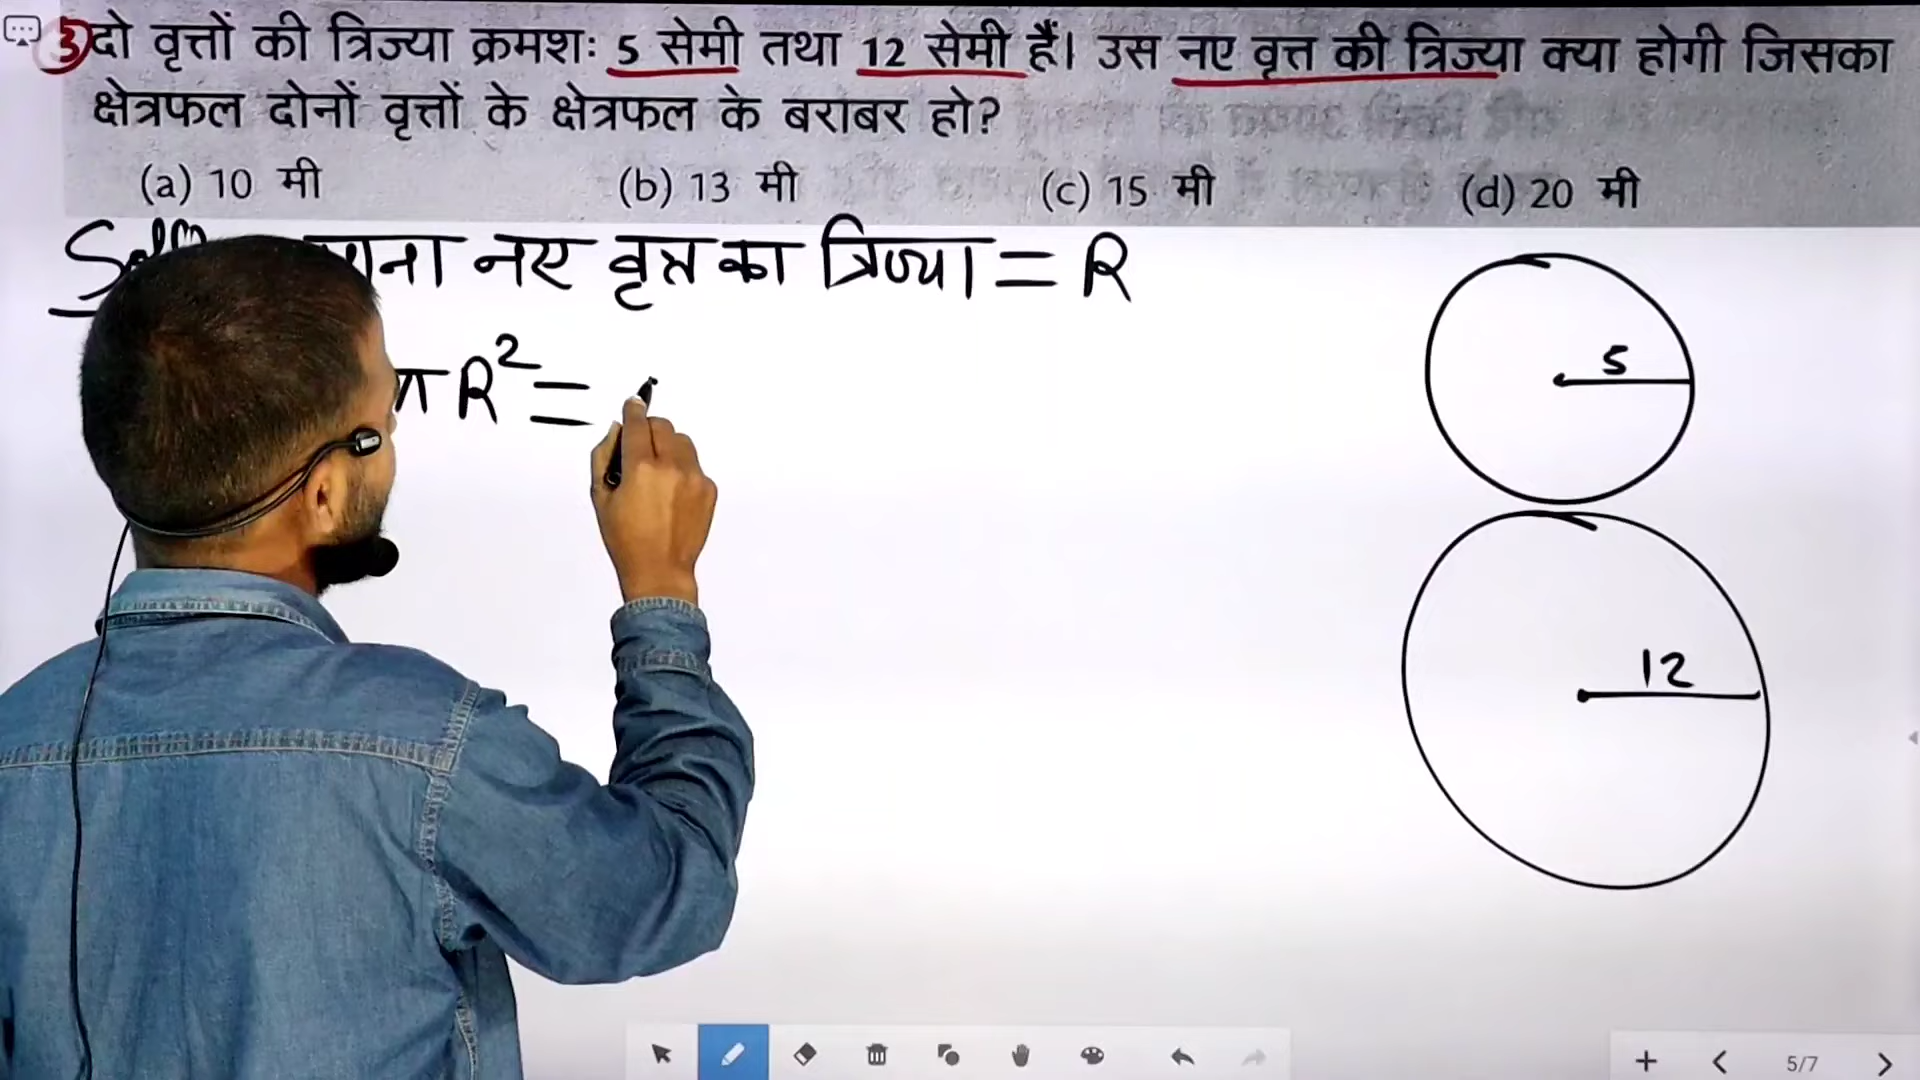 3 दो वृत्तों की त्रिज्या क्रमशः 5 सेमी तथा 12 सेमी हैं। उस नए वृत्त की त्रिज्या क्या होगी जिसका
क्षेत्रफल दोनों वृत्तों के क्षेत्रफल के बराबर हो?
(a) 10 मी (b) 13 मी (c) 15 मी (d) 20 मी
नए वृत्त का त्रिज्या = R
πR² =
5
12
5/7